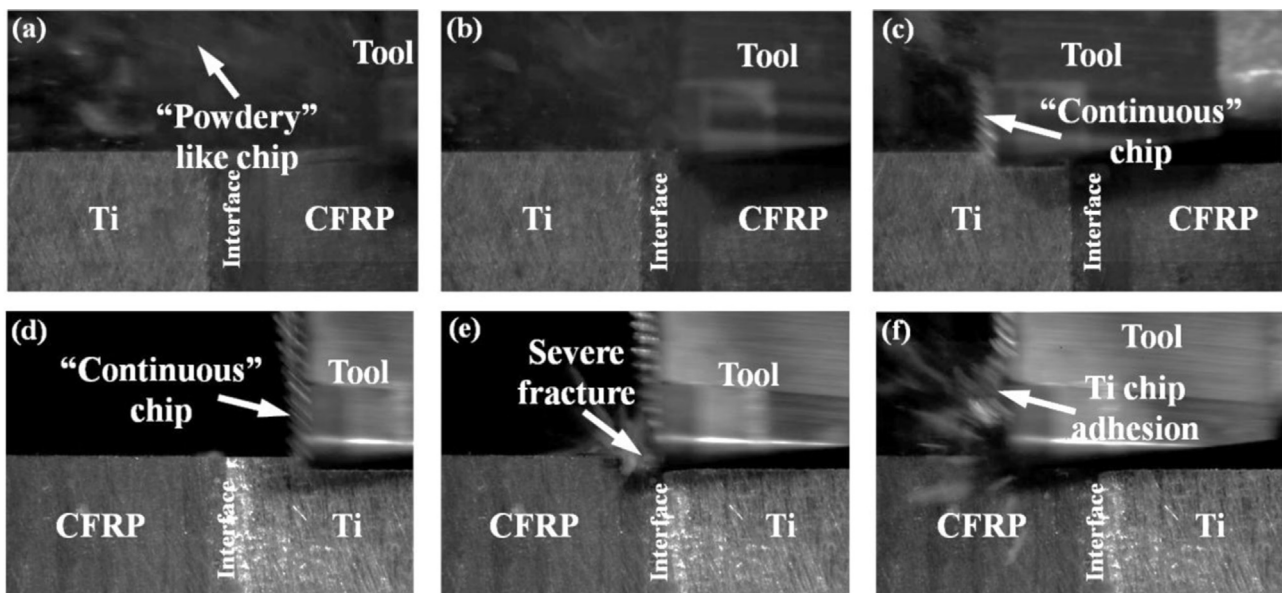 (a)
Tool
“Powdery”
like chip
Ti
Interface
CFRP
(b)
Tool
Ti
Interface
CFRP
(c)
Tool
“Continuous”
chip
Ti
Interface
CFRP
(d)
“Continuous”
chip
Tool
CFRP
Interface
Ti
(e)
Severe
fracture
Tool
CFRP
Interface
Ti
(f)
Tool
Ti chip
adhesion
CFRP
Interface
Ti